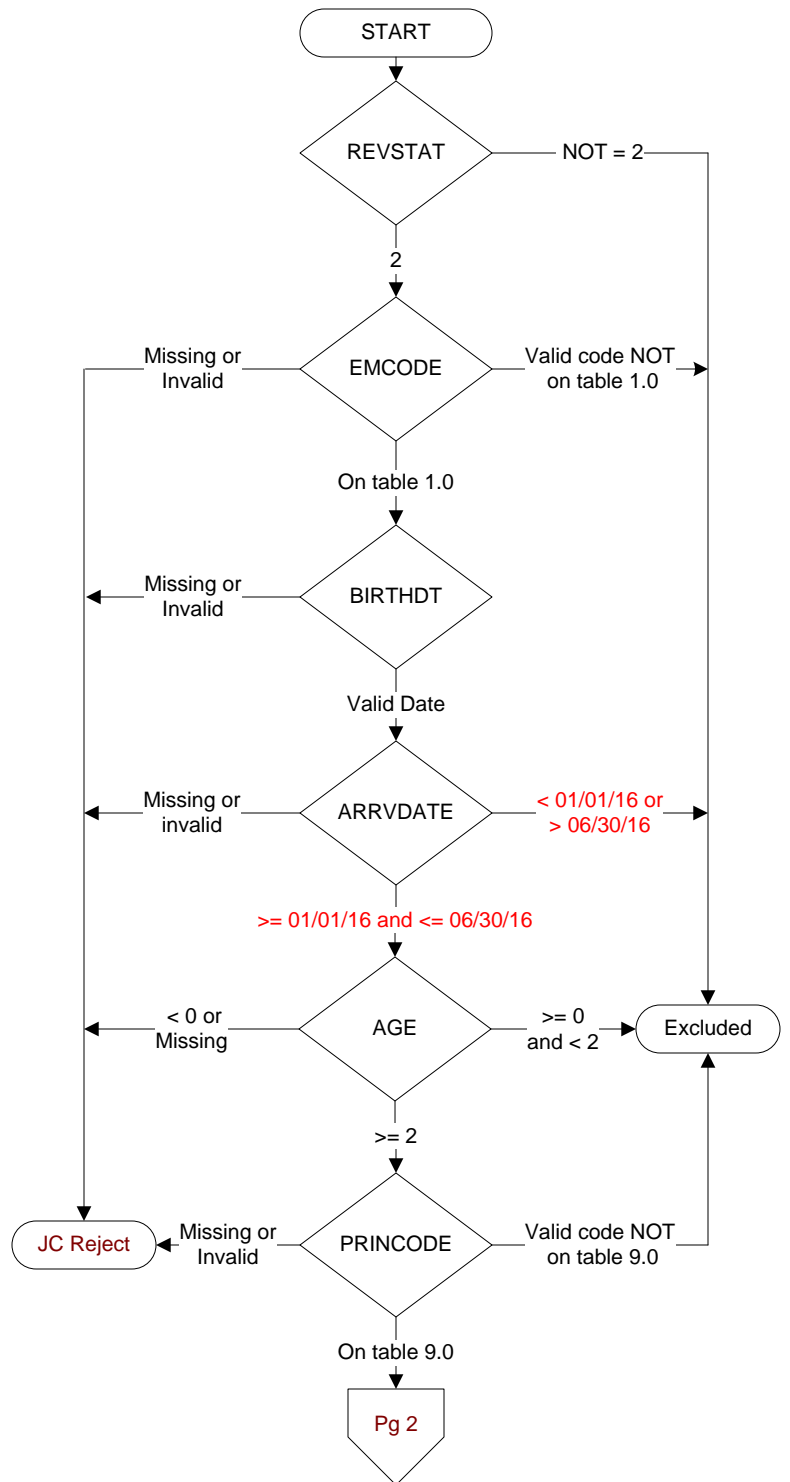 START
REVSTAT
NOT = 2
2
Missing or
Invalid
EMCODE
Valid code NOT
on table 1.0
On table 1.0
Missing or
Invalid
BIRTHDT
Valid Date
Missing or
invalid
ARRVDATE
< 01/01/16 or
> 06/30/16
>= 01/01/16 and <= 06/30/16
< 0 or
Missing
AGE
>= 0
and < 2
Excluded
>= 2
JC Reject
Missing or
Invalid
PRINCODE
Valid code NOT
on table 9.0
On table 9.0
Pg 2